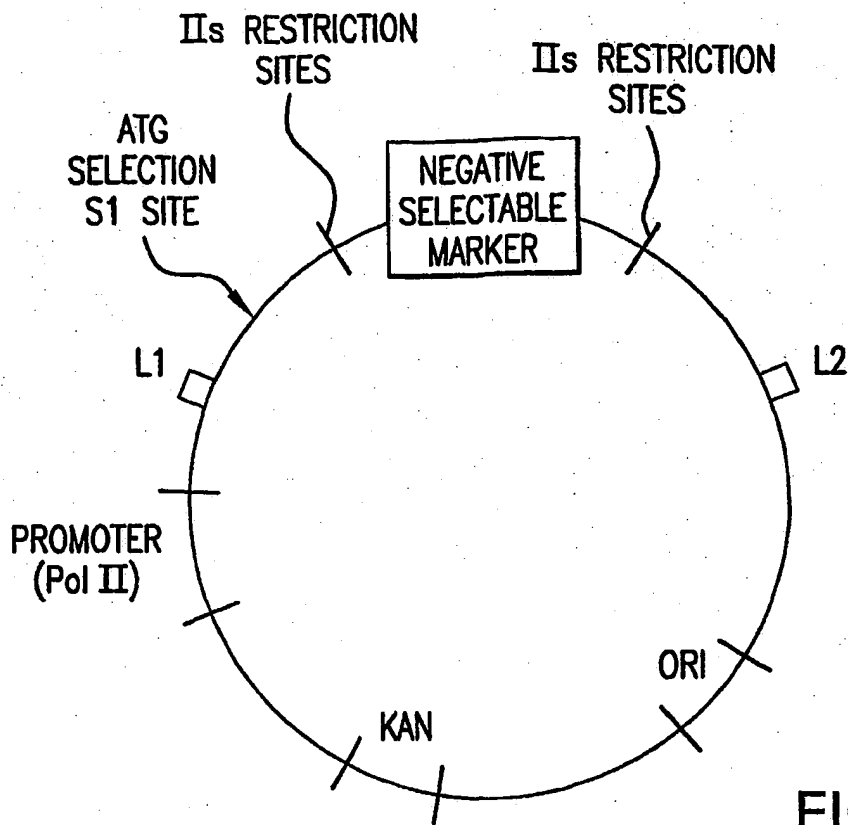 IIs RESTRICTION
SITES
IIs RESTRICTION
SITES
ATG
SELECTION
S1 SITE
NEGATIVE
SELECTABLE
MARKER
L1
L2
PROMOTER
(Pol II)
ORI
KAN